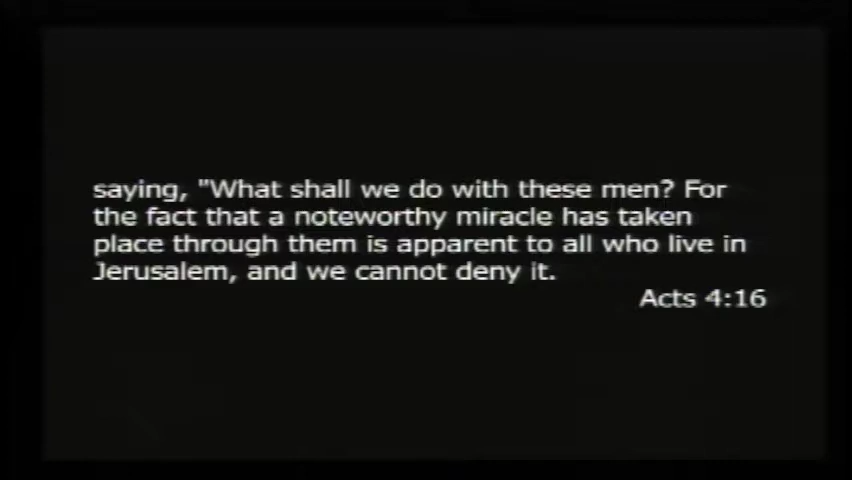 saying, "What shall we do with these men? For
the fact that a noteworthy miracle has taken
place through them is apparent to all who live in
Jerusalem, and we cannot deny it.
Acts 4:16